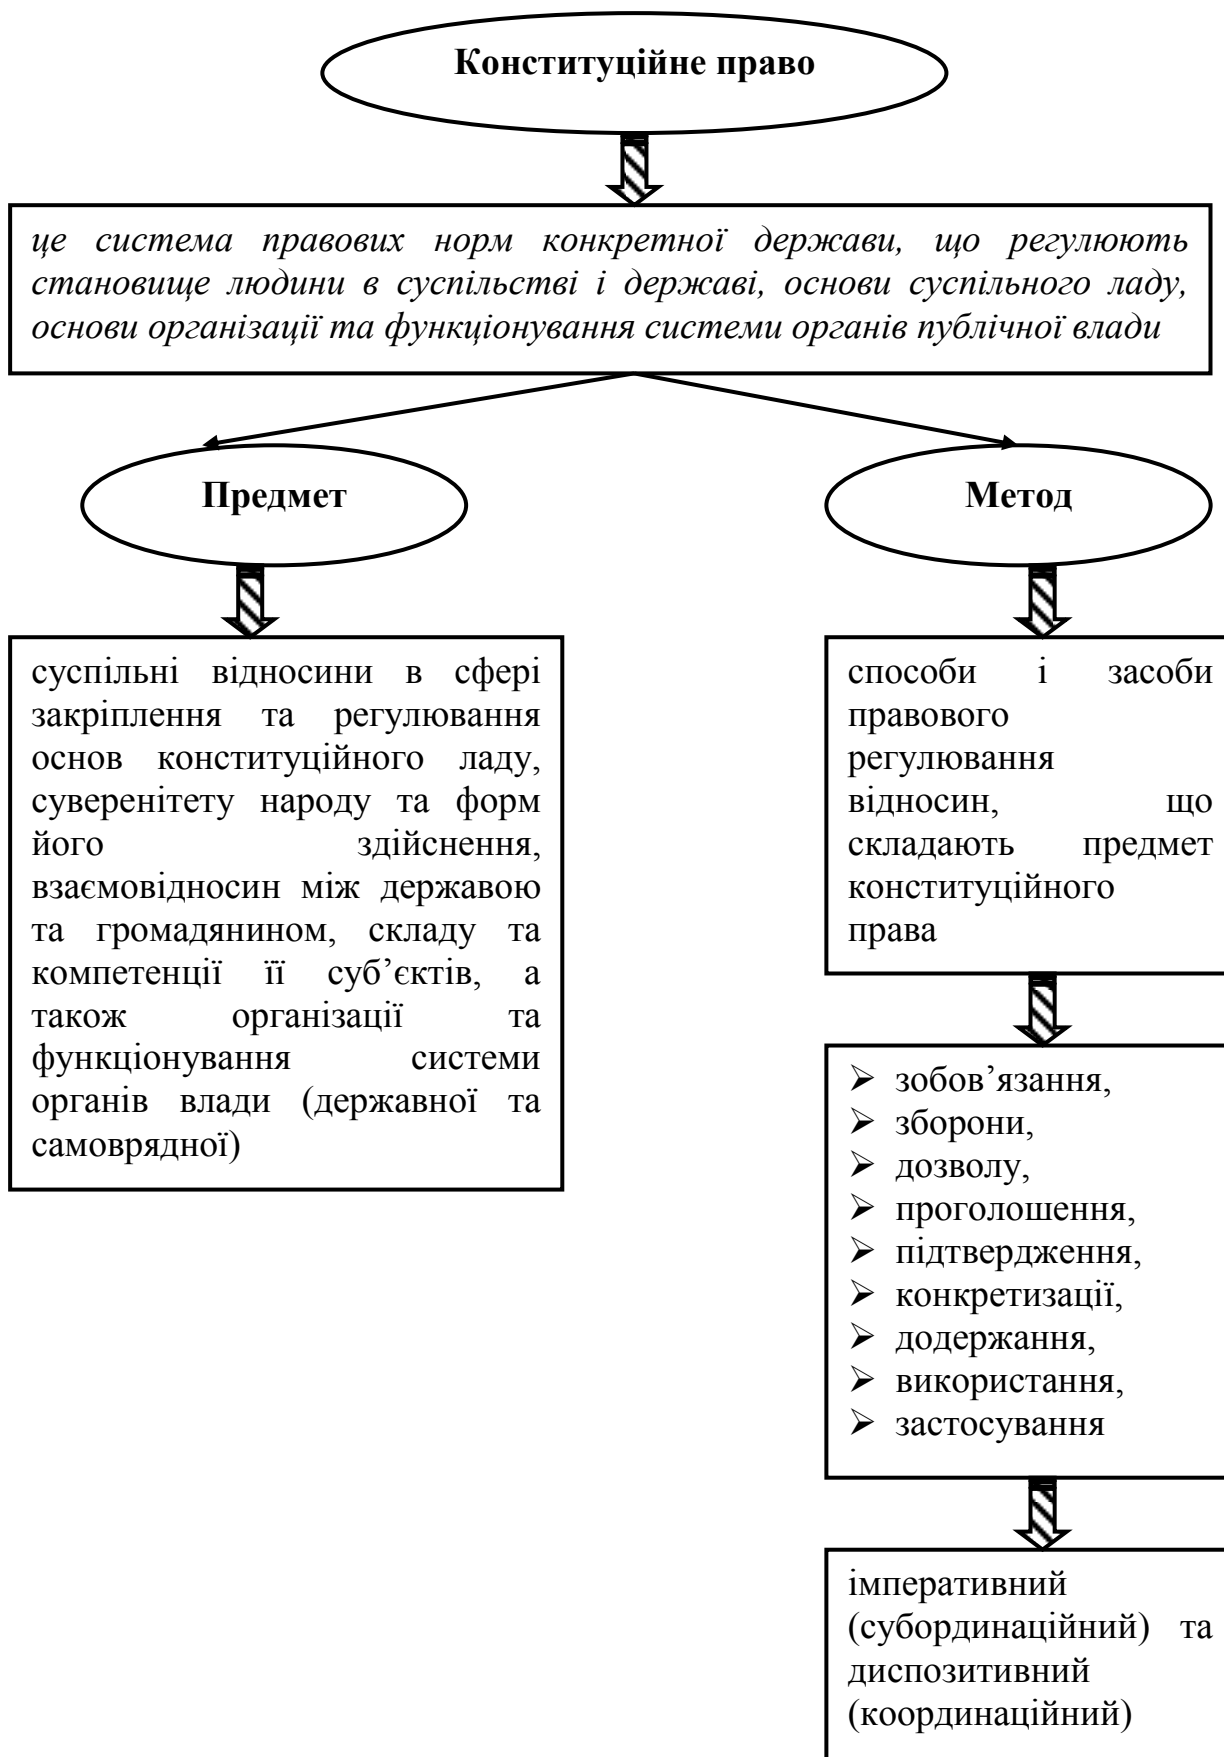 Конституційне право
це система правових норм конкретної держави, що регулюють
становище людини в суспільстві і державі, основи суспільного ладу,
основи організації та функціонування системи органів публічної влади
Предмет
Метод
суспільні відносини в сфері
закріплення та регулювання
основ конституційного ладу,
суверенітету народу та форм
його здійснення,
взаємовідносин між державою
та громадянином, складу та
компетенції її суб’єктів, а
також організації та
функціонування системи
органів влади (державної та
самоврядної)
способи і засоби
правового
регулювання
відносин, що
складають предмет
конституційного
права
➢ зобов’язання,
➢ зборони,
➢ дозволу,
➢ проголошення,
➢ підтвердження,
➢ конкретизації,
➢ додержання,
➢ використання,
➢ застосування
імперативний
(субординаційний) та
диспозитивний
(координаційний)